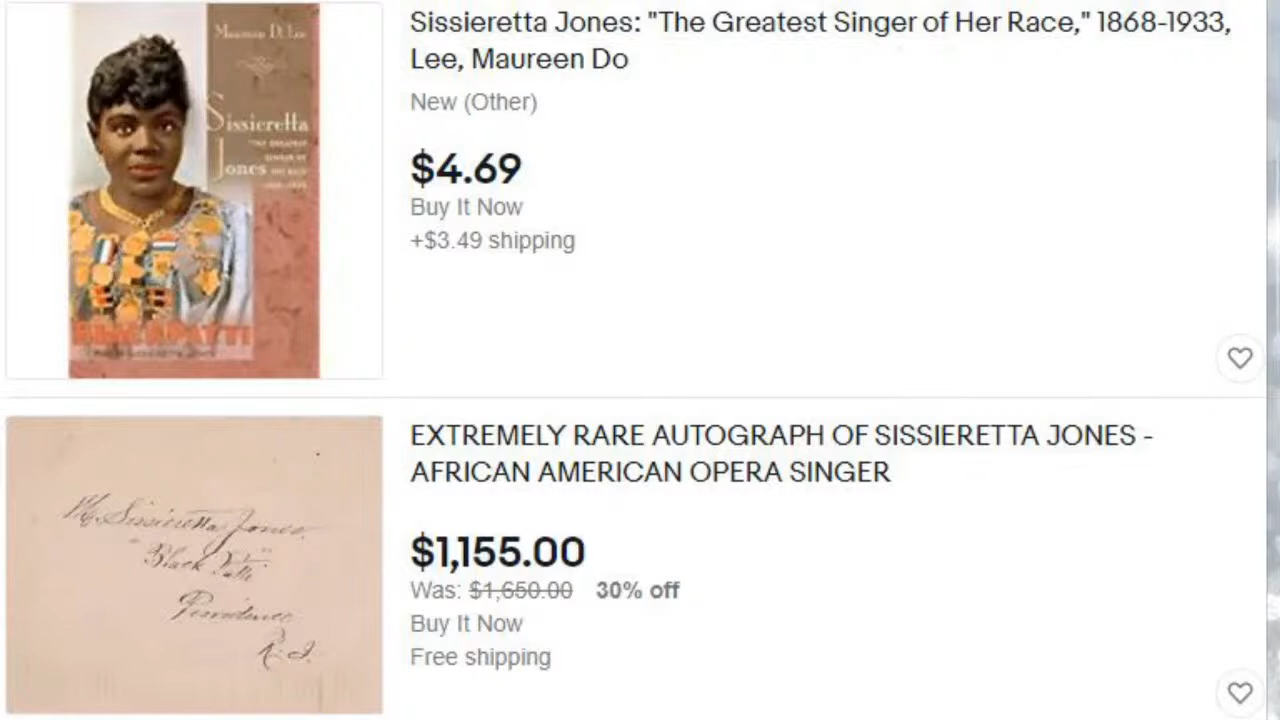 Maureen D. Lee
Sissieretta
Jones
Sissieretta Jones: "The Greatest Singer of Her Race," 1868-1933,
Lee, Maureen Do
New (Other)
$4.69
Buy It Now
+$3.49 shipping
M. Sissieretta Jones.
"Black Patti"
Providence
R. I.
EXTREMELY RARE AUTOGRAPH OF SISSIERETTA JONES -
AFRICAN AMERICAN OPERA SINGER
$1,155.00
Was: $1,650.00 30% off
Buy It Now
Free shipping